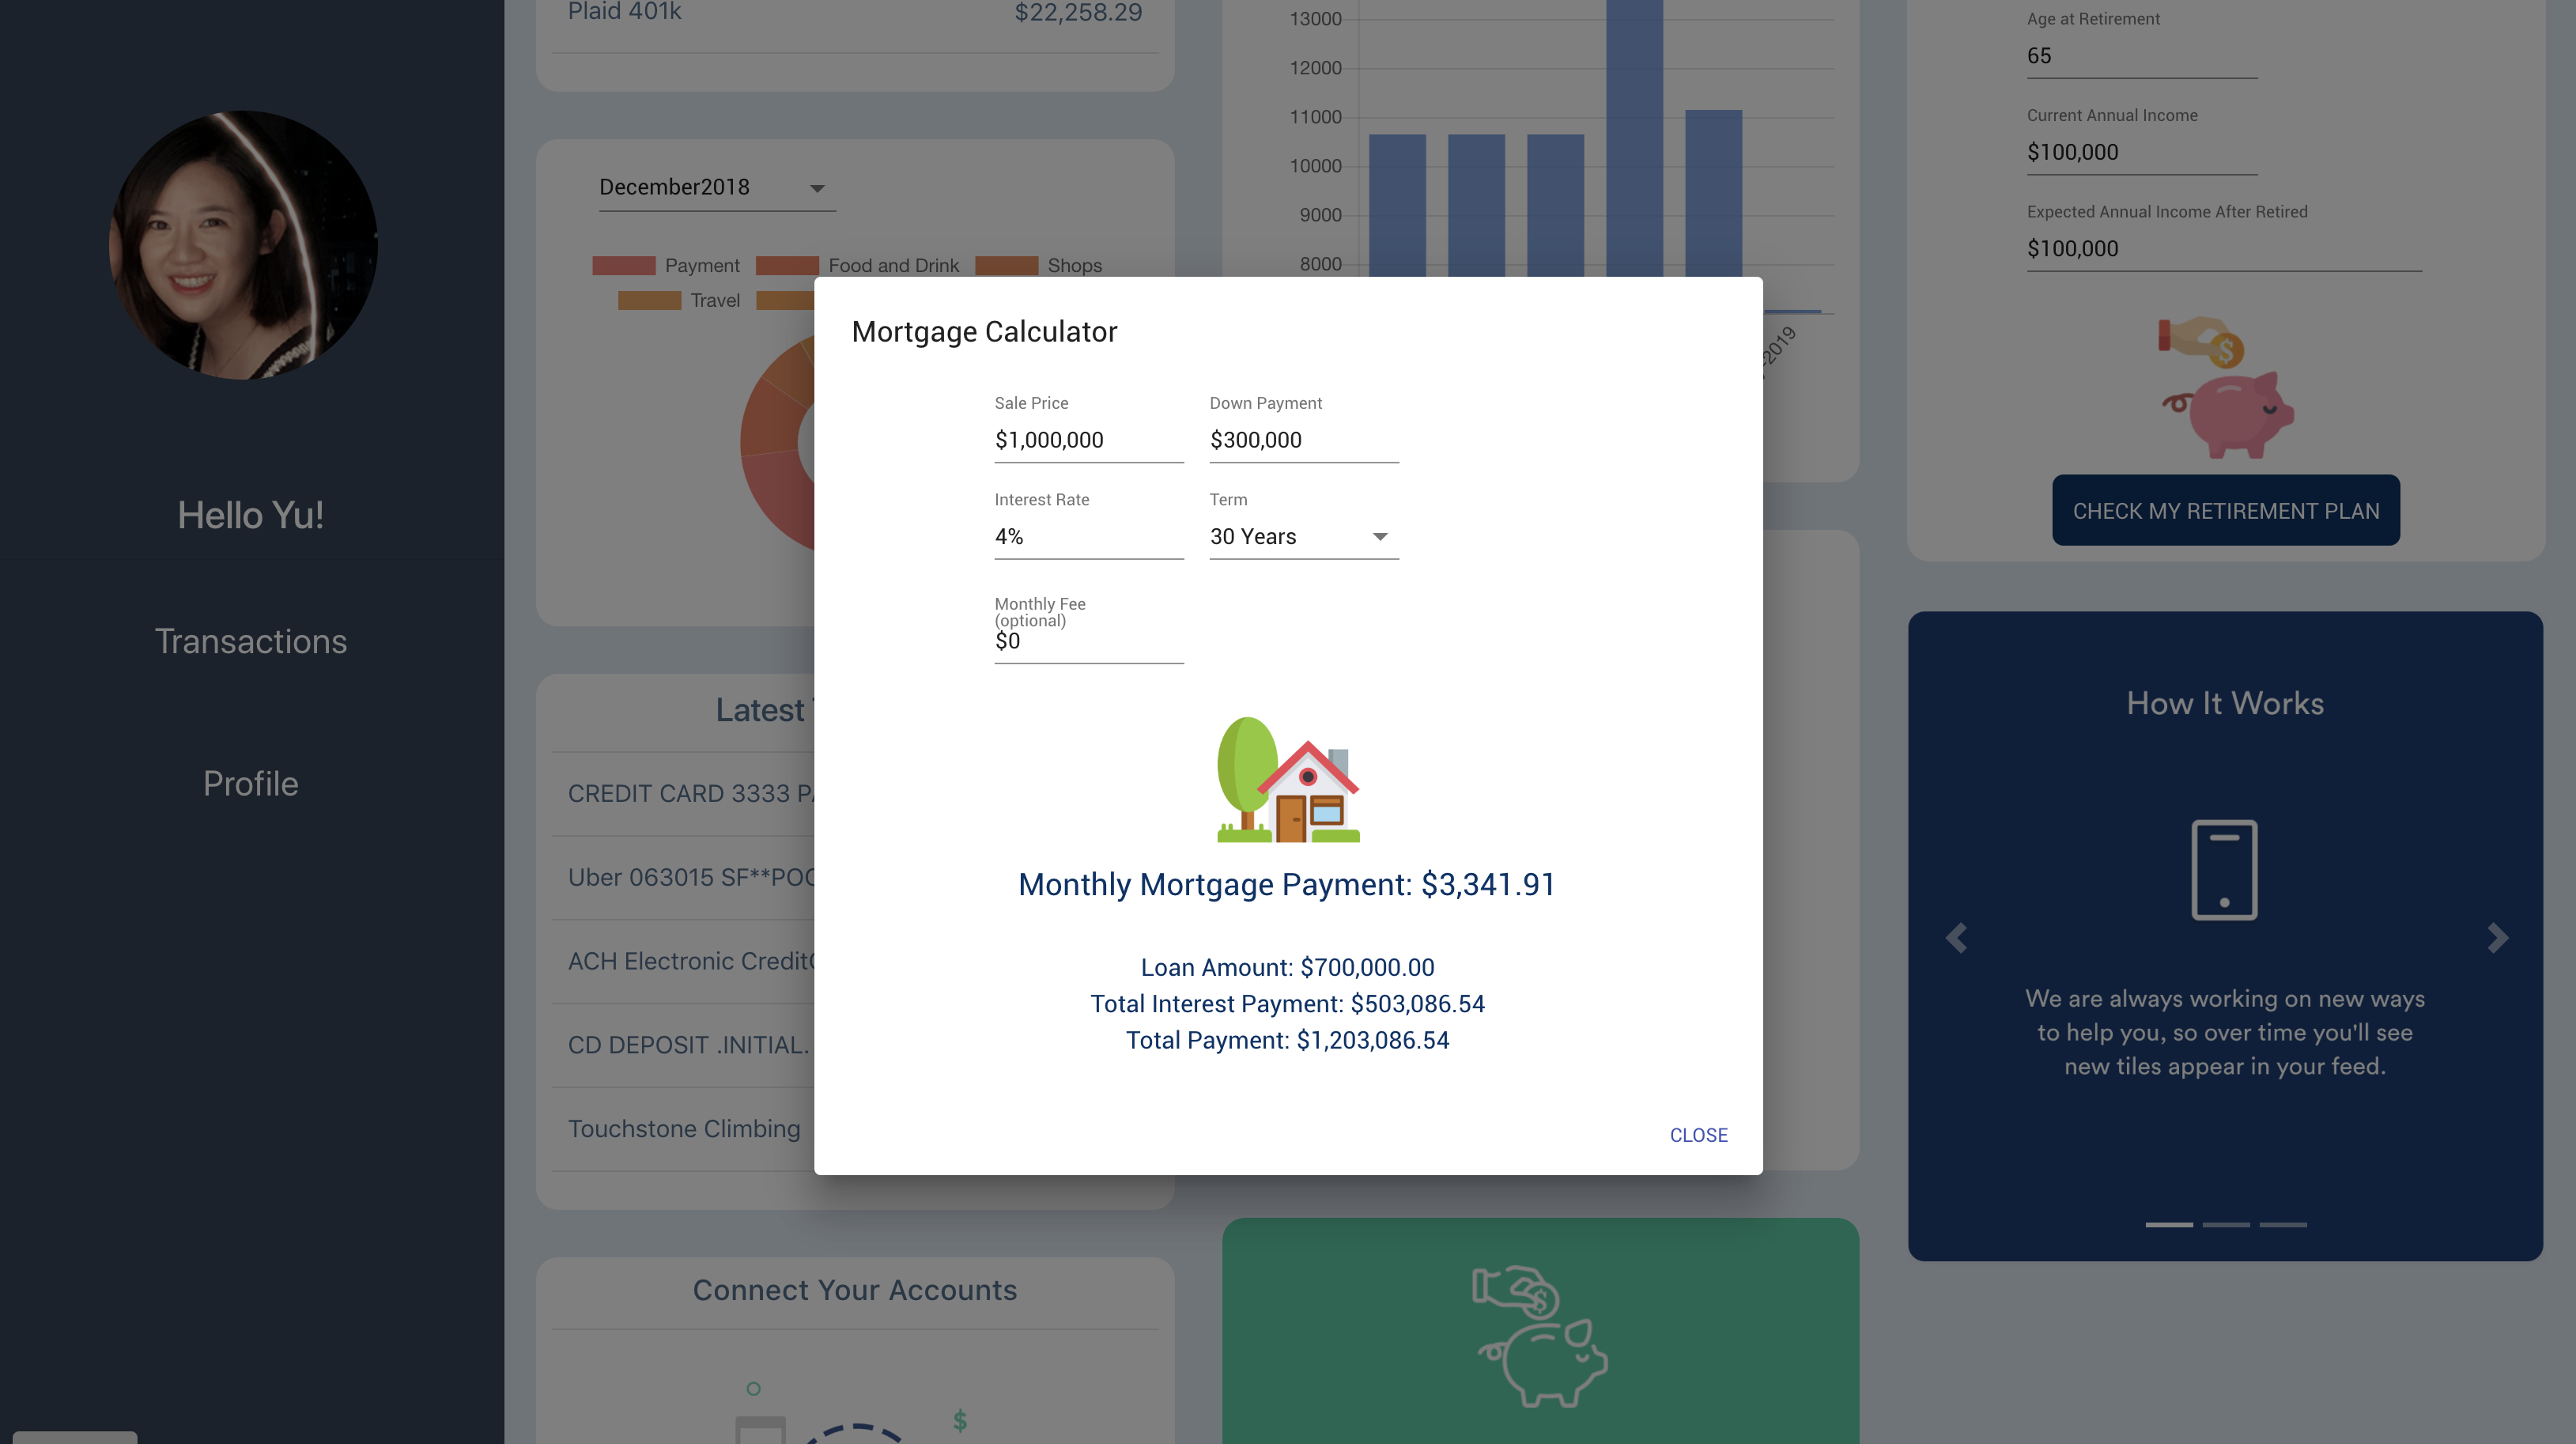 Hello Yu!
Transactions
Profile
Plaid 401k $22,258.29
December2018
Payment Food and Drink Shops
Travel
Latest
CREDIT CARD 3333
Uber 063015 SF**POO
ACH Electronic Credit
CD DEPOSIT .INITIAL.
Touchstone Climbing
Connect Your Accounts
$
13000
12000
11000
10000
9000
8000
2019
Mortgage Calculator
Sale Price Down Payment
$1,000,000 $300,000
Interest Rate Term
4% 30 Years
Monthly Fee
(optional)
$0
Monthly Mortgage Payment: $3,341.91
Loan Amount: $700,000.00
Total Interest Payment: $503,086.54
Total Payment: $1,203,086.54
CLOSE
Age at Retirement
65
Current Annual Income
$100,000
Expected Annual Income After Retired
$100,000
CHECK MY RETIREMENT PLAN
How It Works
We are always working on new ways
to help you, so over time you'll see
new tiles appear in your feed.